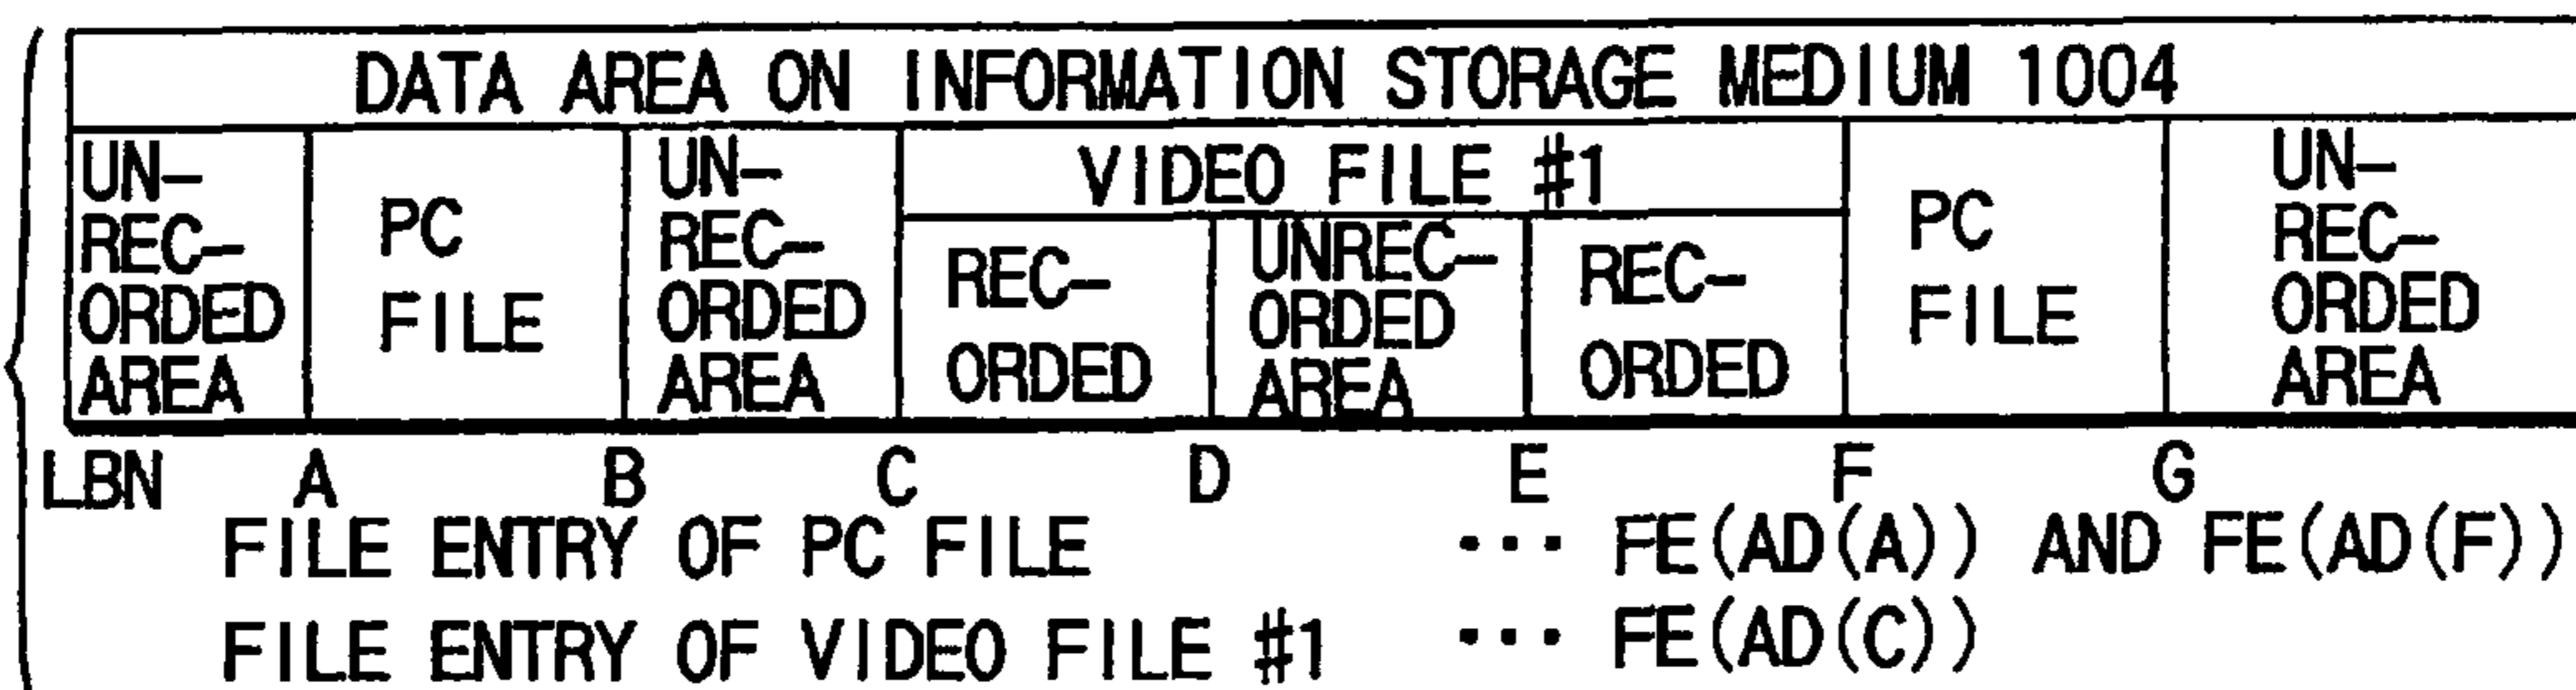 DATA AREA ON INFORMATION STORAGE MEDIUM 1004
UN-
REC-
ORDED
AREA
PC
FILE
UN-
REC-
ORDED
AREA
VIDEO FILE #1
REC-
ORDED
UNREC-
ORDED
AREA
REC-
ORDED
PC
FILE
UN-
REC-
ORDED
AREA
LBN A B C D E F G
FILE ENTRY OF PC FILE ··· FE(AD(A)) AND FE(AD(F))
FILE ENTRY OF VIDEO FILE #1 ··· FE(AD(C))